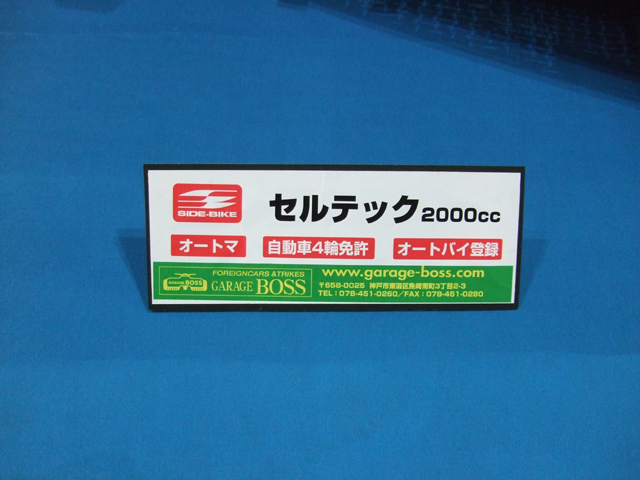 SIDE-BIKE
セルテック2000cc
オートマ 自動車4輪免許 オートバイ登録
GARAGE BOSS
FOREIGNCARS & TRIKES
GARAGE BOSS
www.garage-boss.com
〒658-0025 神戸市東灘区魚崎南町3丁目2-3
TEL:078-451-0260/FAX:078-451-0280